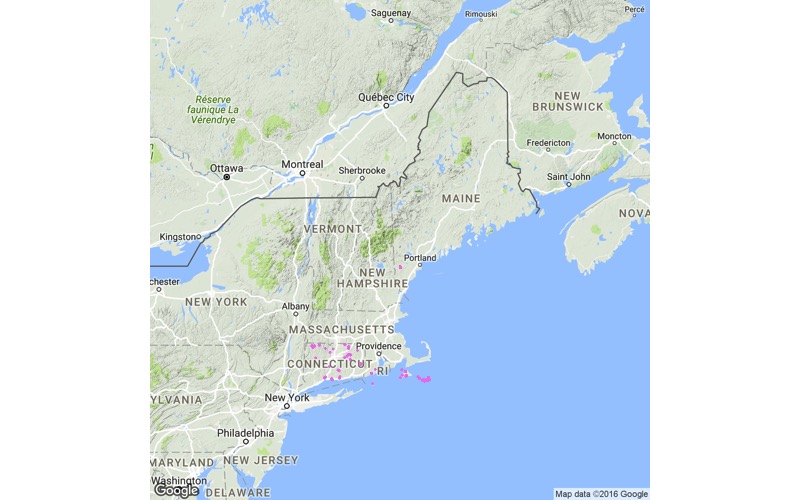 Saguenay
Rimouski
Percé
Réserve
faunique La
Vérendrye
Québec City
NEW
BRUNSWICK
Fredericton
Moncton
Ottawa
Montreal
Sherbrooke
Saint John
MAINE
NOVA
Kingston
VERMONT
Portland
NEW
HAMPSHIRE
chester
NEW YORK
Albany
MASSACHUSETTS
Providence
CONNECTICUT
RI
YLVANIA
New York
Philadelphia
MARYLAND
NEW JERSEY
Washington
Google
DELAWARE
Map data ©2016 Google